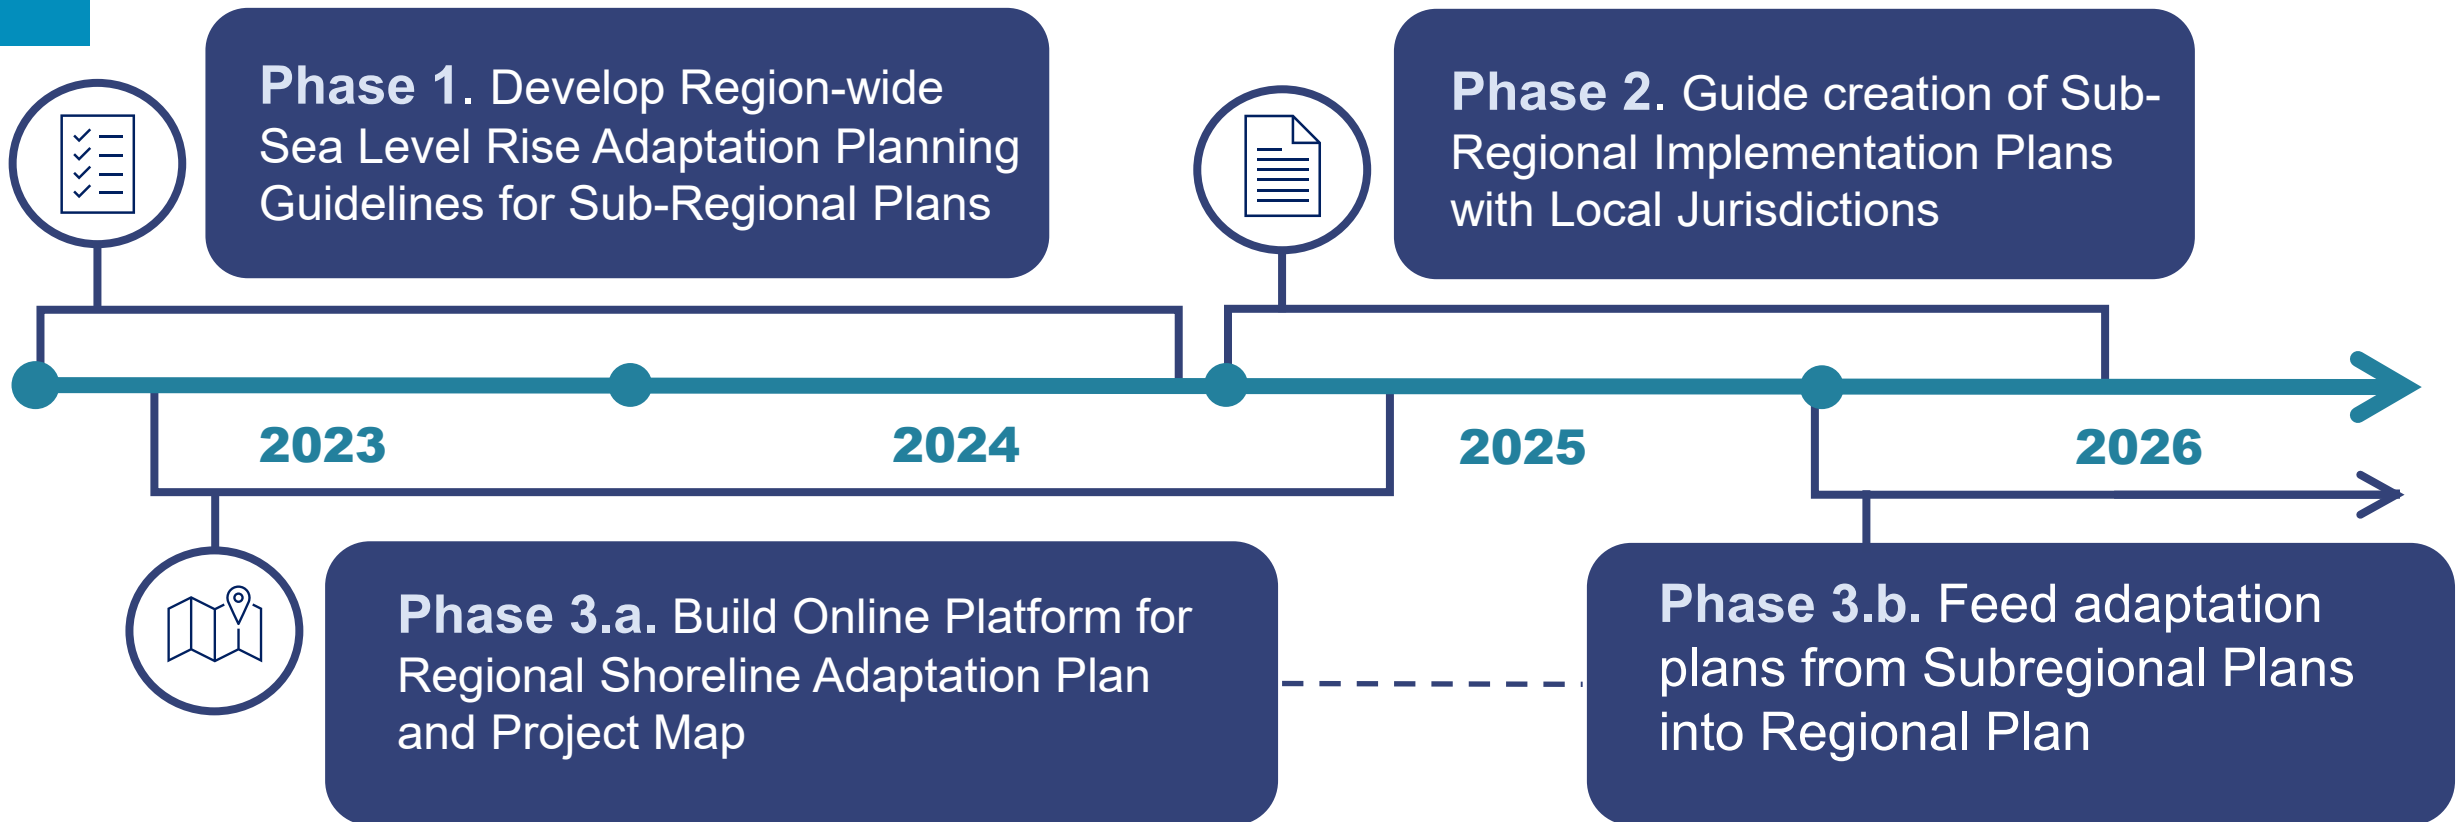 Phase 1. Develop Region-wide
Sea Level Rise Adaptation Planning
Guidelines for Sub-Regional Plans
Phase 2. Guide creation of Sub-
Regional Implementation Plans
with Local Jurisdictions
2023
2024
2025
2026
Phase 3.a. Build Online Platform for
Regional Shoreline Adaptation Plan
and Project Map
Phase 3.b. Feed adaptation
plans from Subregional Plans
into Regional Plan